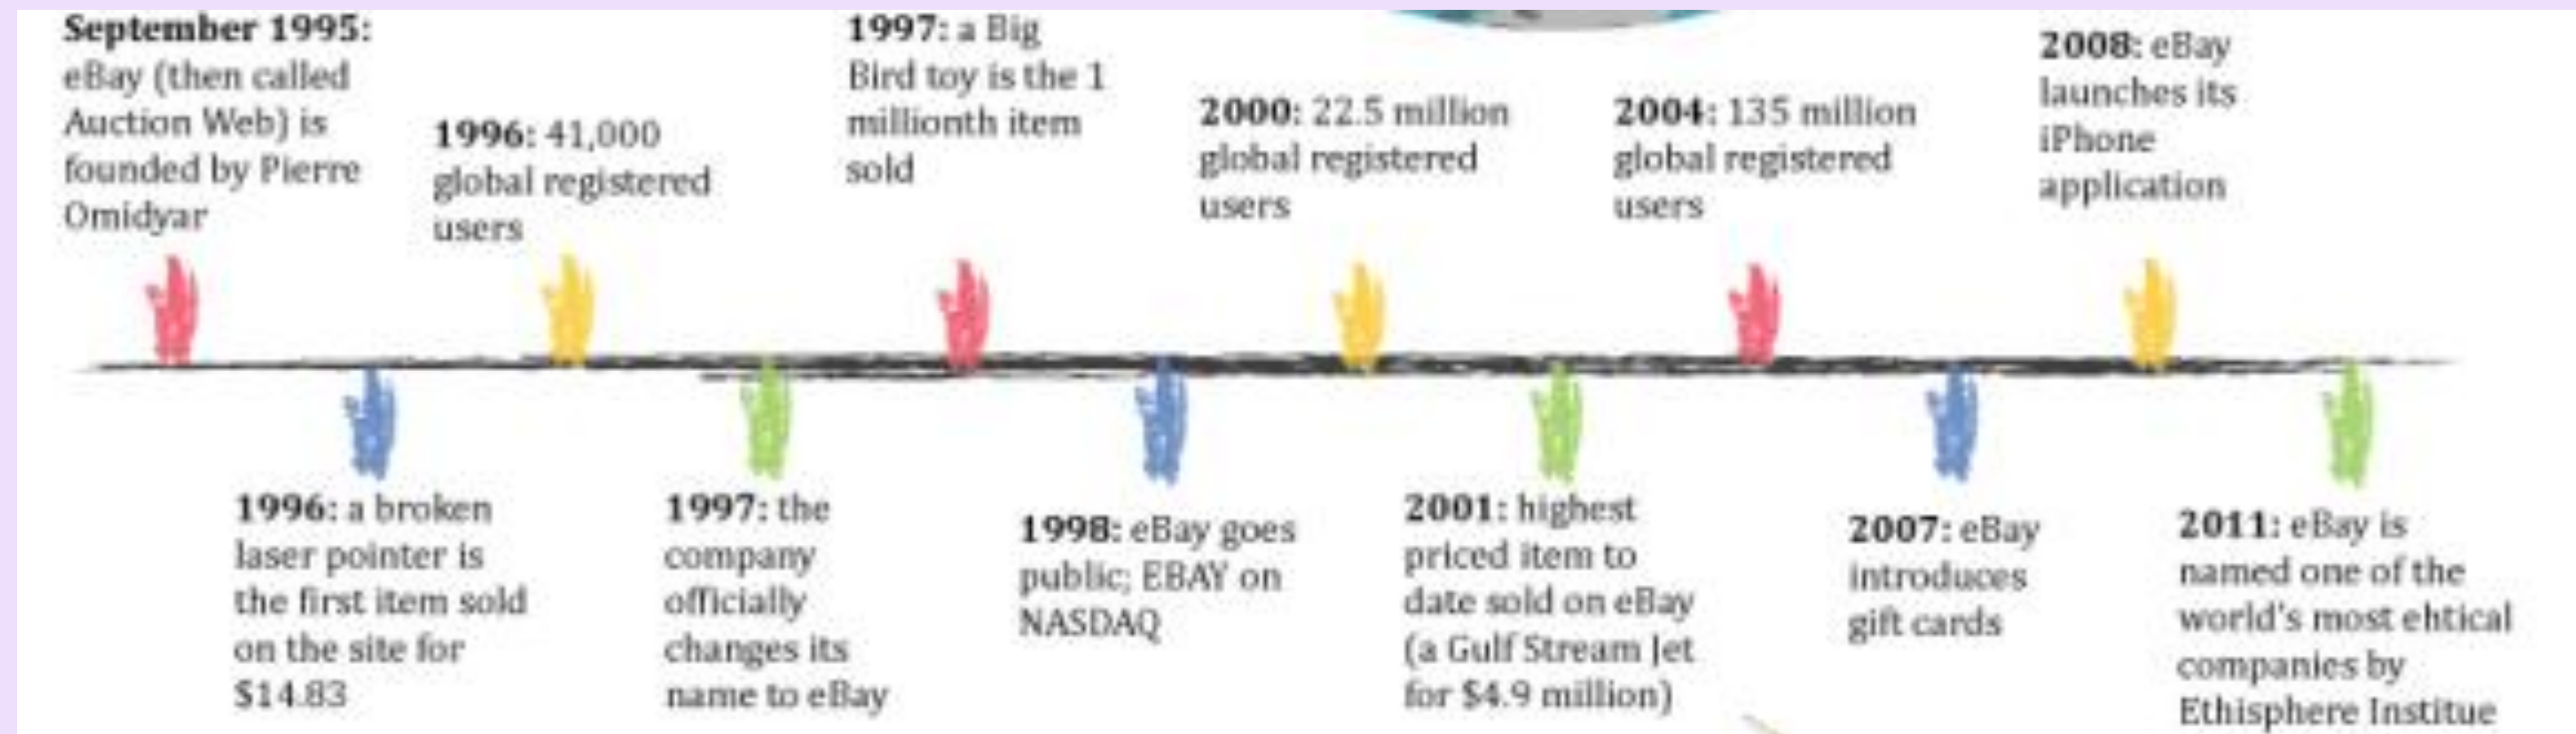 September 1995:
eBay (then called
Auction Web) is
founded by Pierre
Omidyar
1996: a broken
laser pointer is
the first item sold
on the site for
$14.83
1996: 41,000
global registered
users
1997: the
company
officially
changes its
name to eBay
1997: a Big
Bird toy is the 1
millionth item
sold
1998: eBay goes
public; EBAY on
NASDAQ
2000: 22.5 million
global registered
users
2001: highest
priced item to
date sold on eBay
(a Gulf Stream Jet
for $4.9 million)
2004: 135 million
global registered
users
2007: eBay
introduces
gift cards
2008: eBay
launches its
iPhone
application
2011: eBay is
named one of the
world's most ehtical
companies by
Ethisphere Institue